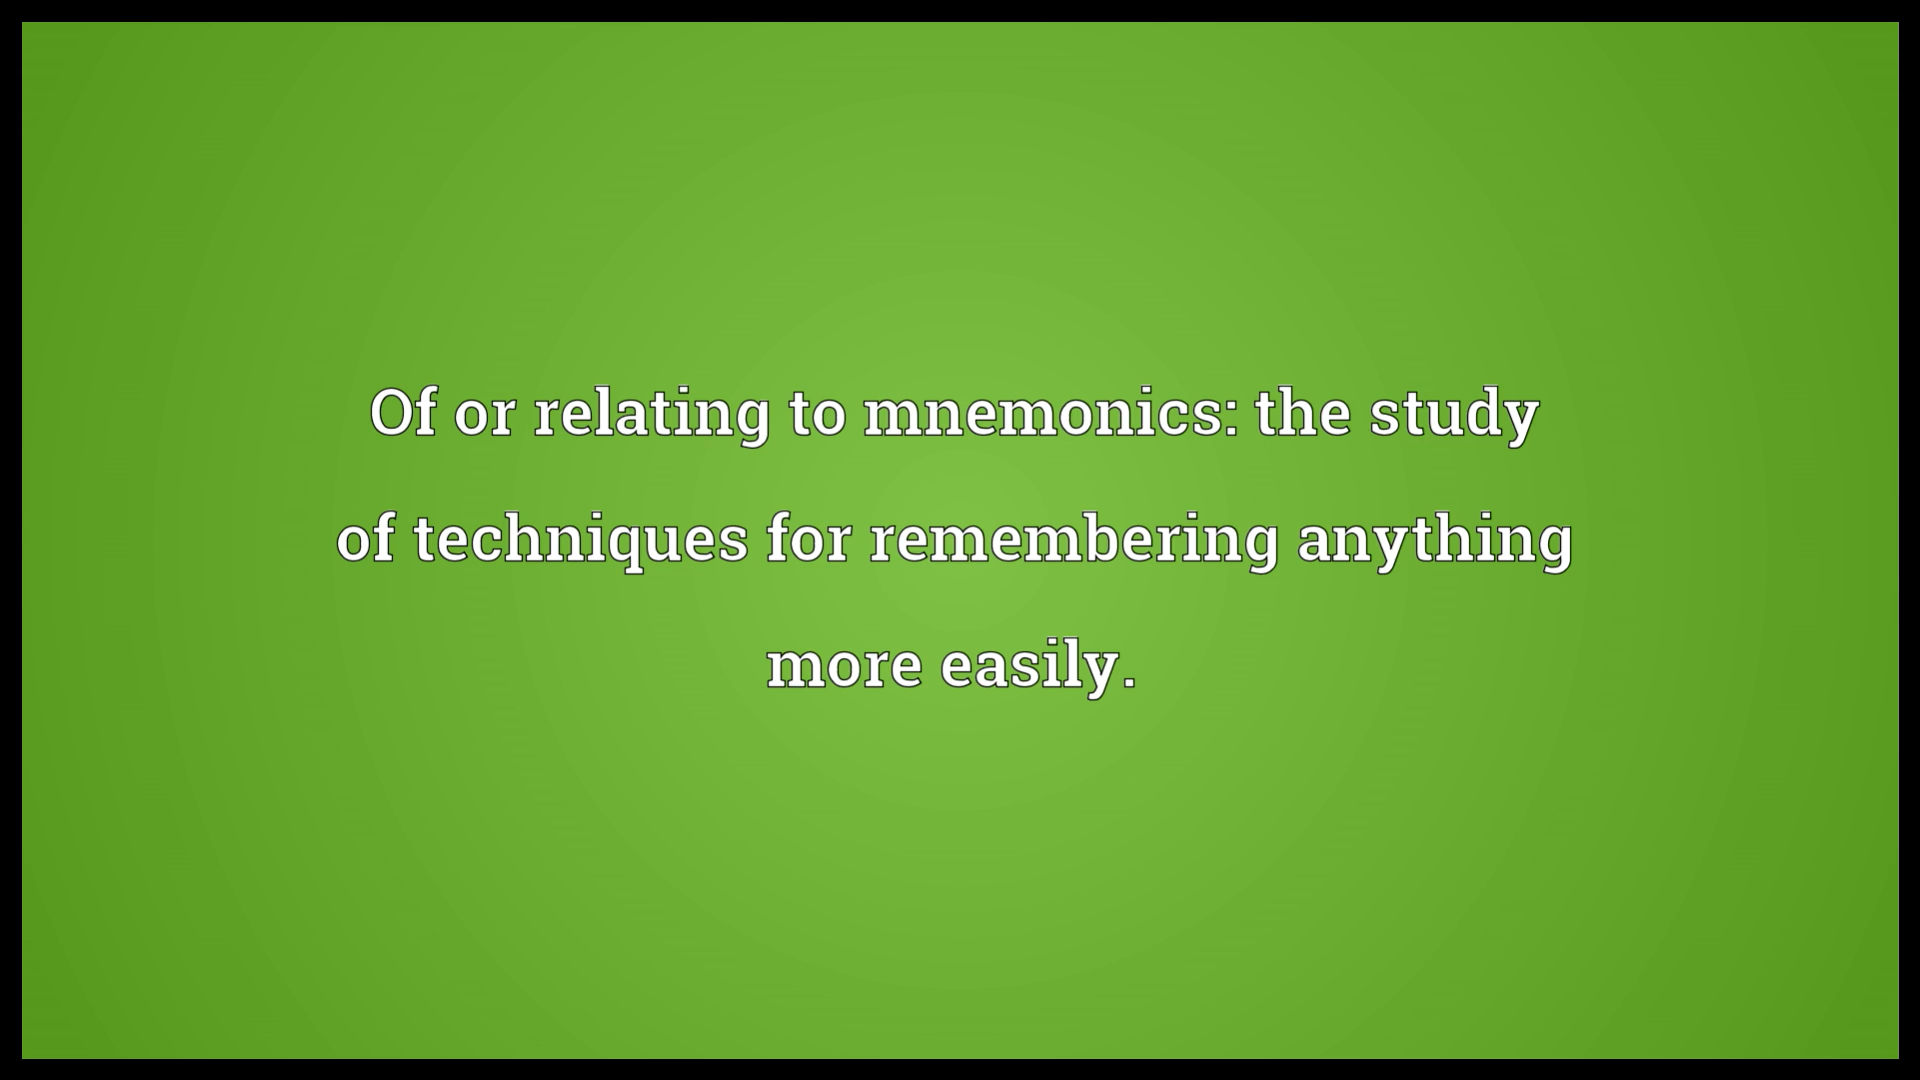 Of or relating to mnemonics: the study
of techniques for remembering anything
more easily.